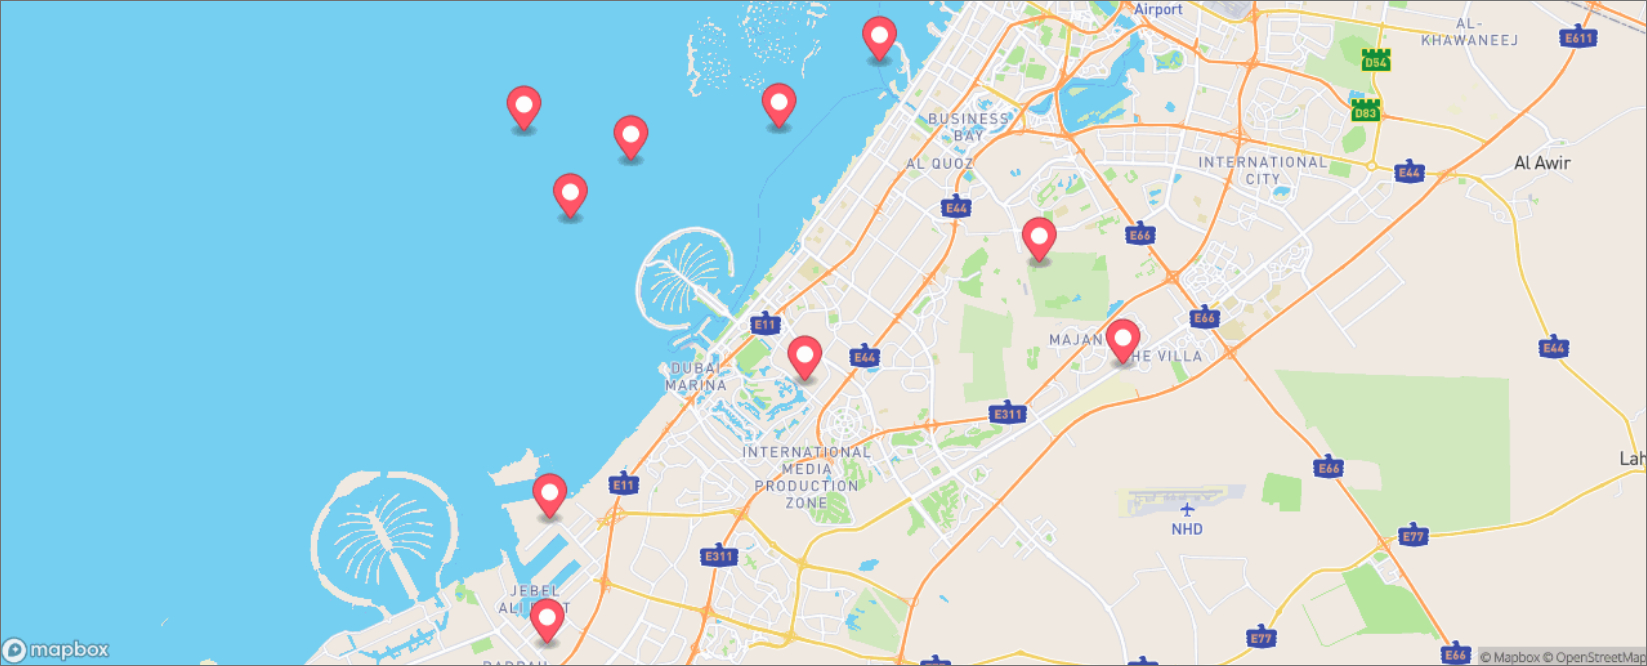 Airport
AL-
KHAWANEEJ
E611
D54
D83
BUSINESS
BAY
AL QUOZ
INTERNATIONAL
CITY
E44
Al Awir
E44
E66
E11
E66
MAJAN
HE VILLA
E44
E44
DUBAI
MARINA
E311
INTERNATIONAL
MEDIA
PRODUCTION
ZONE
Lah
E66
E11
NHD
E77
E311
JEBEL
ALI
T
E77
E66
mapbox
© Mapbox © OpenStreetMap